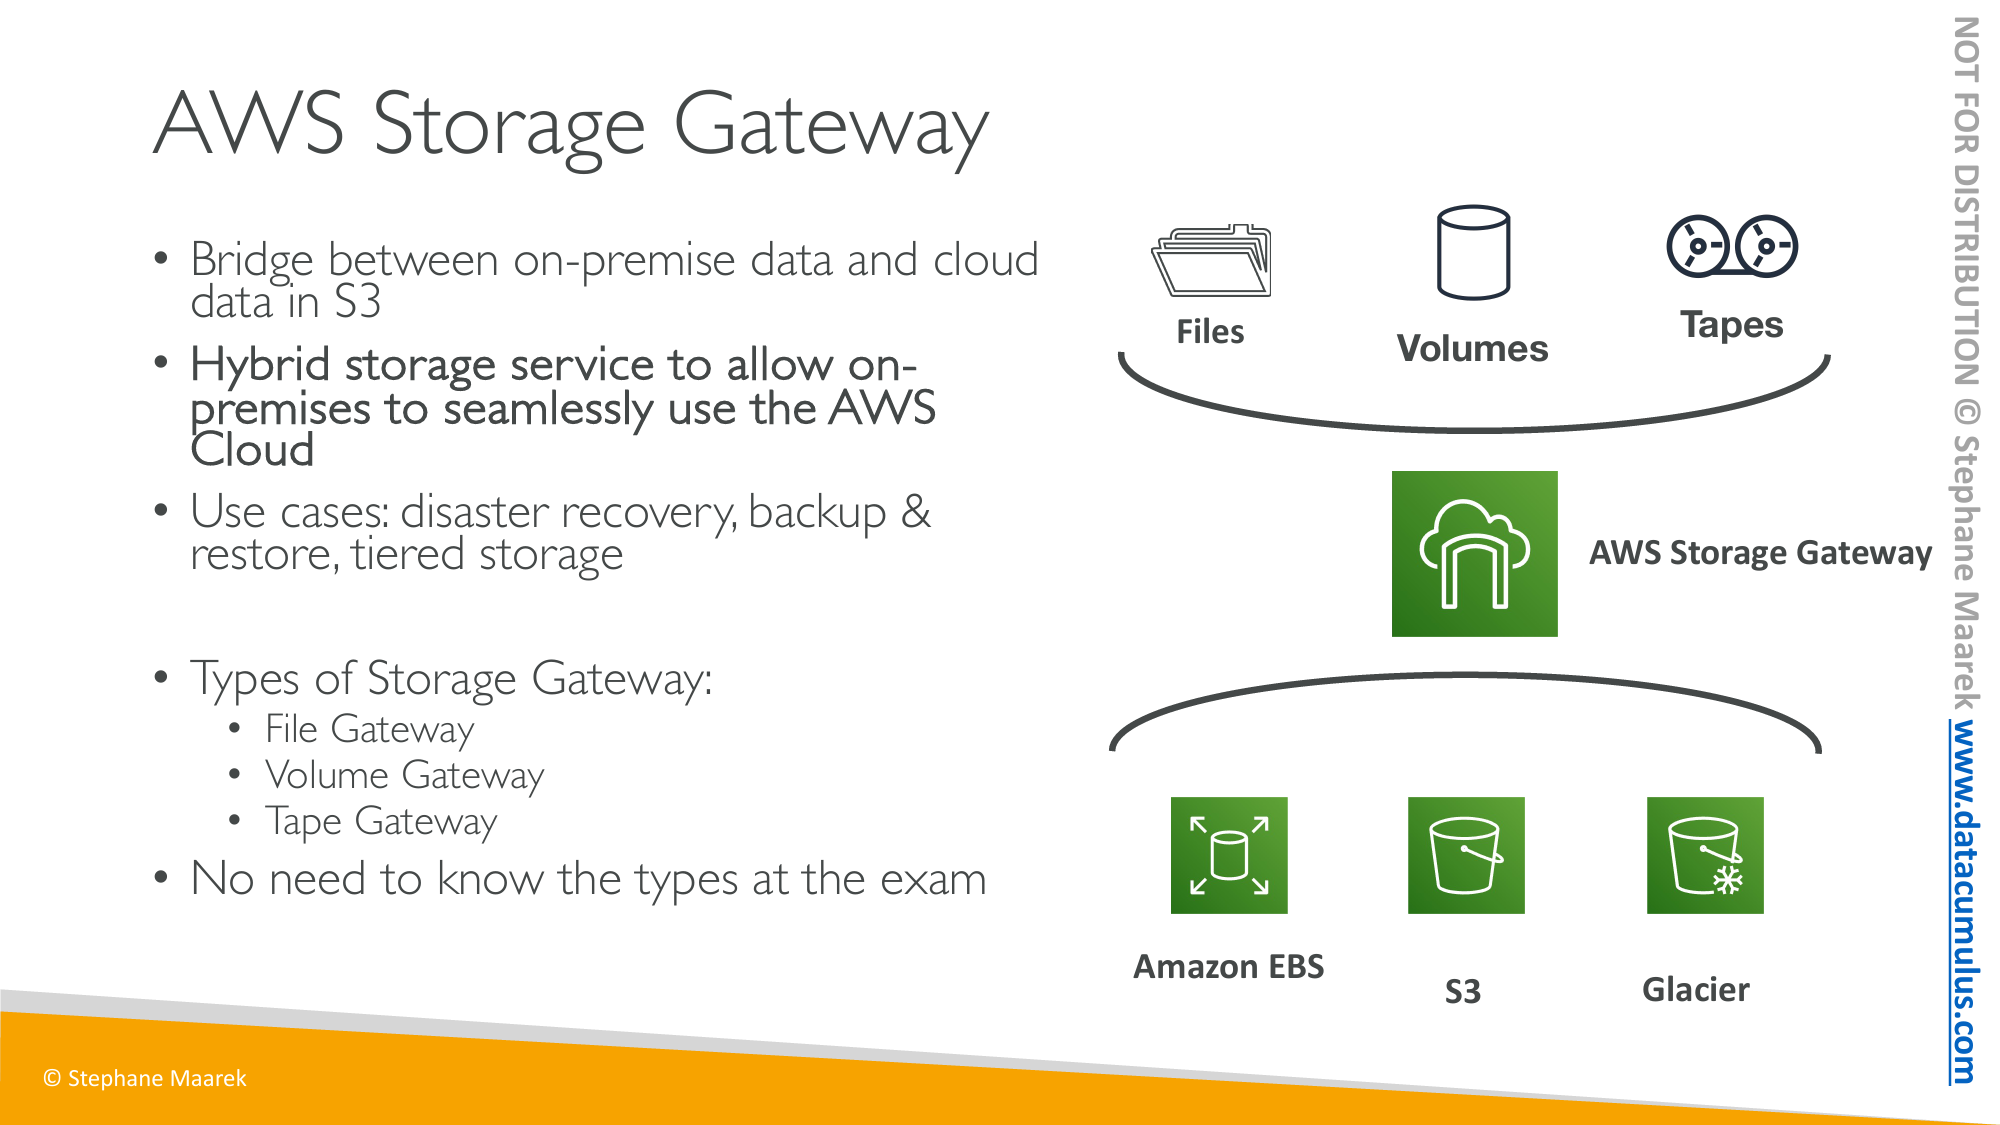 AWS Storage Gateway
• Bridge between on-premise data and cloud
data in S3
• Hybrid storage service to allow on-
premises to seamlessly use the AWS
Cloud
• Use cases: disaster recovery, backup &
restore, tiered storage
• Types of Storage Gateway:
• File Gateway
• Volume Gateway
• Tape Gateway
• No need to know the types at the exam
Files
Volumes
Tapes
AWS Storage Gateway
Amazon EBS
S3
Glacier
© Stephane Maarek
NOT FOR DISTRIBUTION © Stephane Maarek www.datacumulus.com